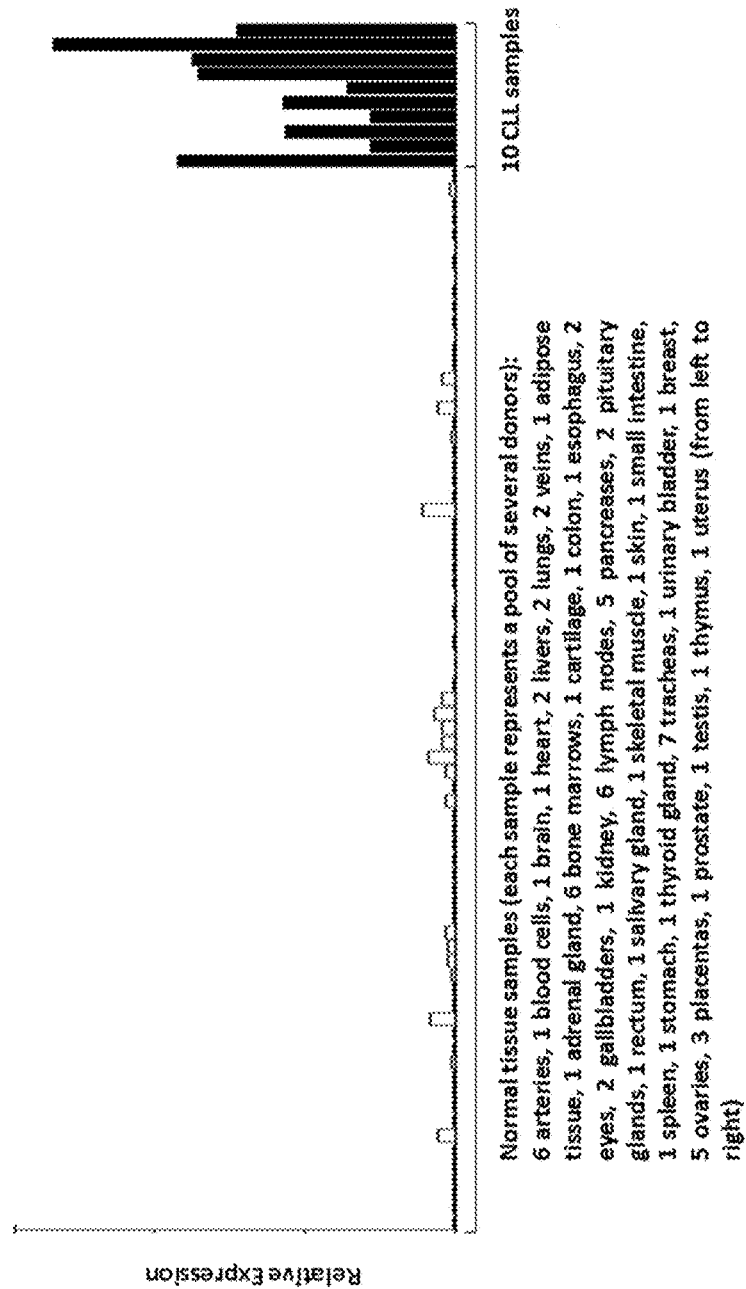 Relative Expression
10 CLL samples
Normal tissue samples (each sample represents a pool of several donors):
6 arteries, 1 blood cells, 1 brain, 1 heart, 2 livers, 2 lungs, 2 veins, 1 adipose
tissue, 1 adrenal gland, 6 bone marrows, 1 cartilage, 1 colon, 1 esophagus, 2
eyes, 2 gallbladders, 1 kidney, 6 lymph nodes, 5 pancreases, 2 pituitary
glands, 1 rectum, 1 salivary gland, 1 skeletal muscle, 1 skin, 1 small intestine,
1 spleen, 1 stomach, 1 thyroid gland, 7 tracheas, 1 urinary bladder, 1 breast,
5 ovaries, 3 placentas, 1 prostate, 1 testis, 1 thymus, 1 uterus (from left to
right)